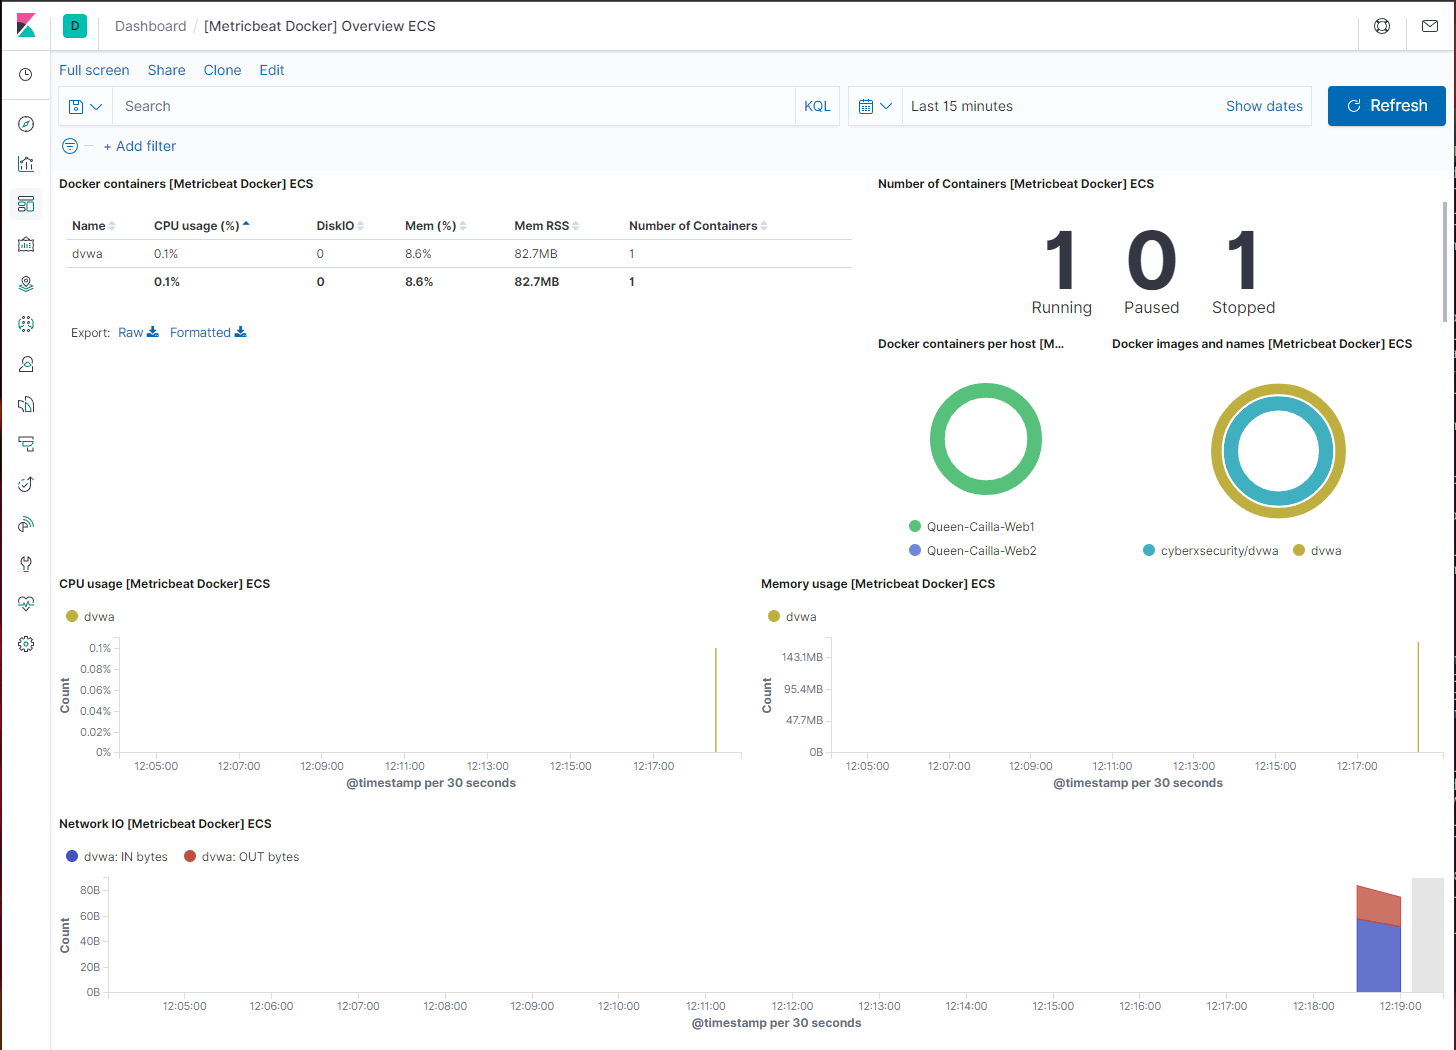 D Dashboard / [Metricbeat Docker] Overview ECS
Full screen Share Clone Edit
Search KQL Last 15 minutes Show dates Refresh
+ Add filter
Docker containers [Metricbeat Docker] ECS
Name CPU usage (%) DiskIO Mem (%) Mem RSS Number of Containers
dvwa 0.1% 0 8.6% 82.7MB 1
0.1% 0 8.6% 82.7MB 1
Export: Raw Formatted
Number of Containers [Metricbeat Docker] ECS
1 0 1
Running Paused Stopped
Docker containers per host [M...
Queen-Cailla-Web1
Queen-Cailla-Web2
Docker images and names [Metricbeat Docker] ECS
cyberxsecurity/dvwa dvwa
CPU usage [Metricbeat Docker] ECS
dvwa
0.1%
0.08%
0.06%
0.04%
0.02%
0%
Count
12:05:00 12:07:00 12:09:00 12:11:00 12:13:00 12:15:00 12:17:00
@timestamp per 30 seconds
Memory usage [Metricbeat Docker] ECS
dvwa
143.1MB
95.4MB
47.7MB
0B
Count
12:05:00 12:07:00 12:09:00 12:11:00 12:13:00 12:15:00 12:17:00
@timestamp per 30 seconds
Network IO [Metricbeat Docker] ECS
dvwa: IN bytes dvwa: OUT bytes
80B
60B
40B
20B
0B
Count
12:05:00 12:06:00 12:07:00 12:08:00 12:09:00 12:10:00 12:11:00 12:12:00 12:13:00 12:14:00 12:15:00 12:16:00 12:17:00 12:18:00 12:19:00
@timestamp per 30 seconds